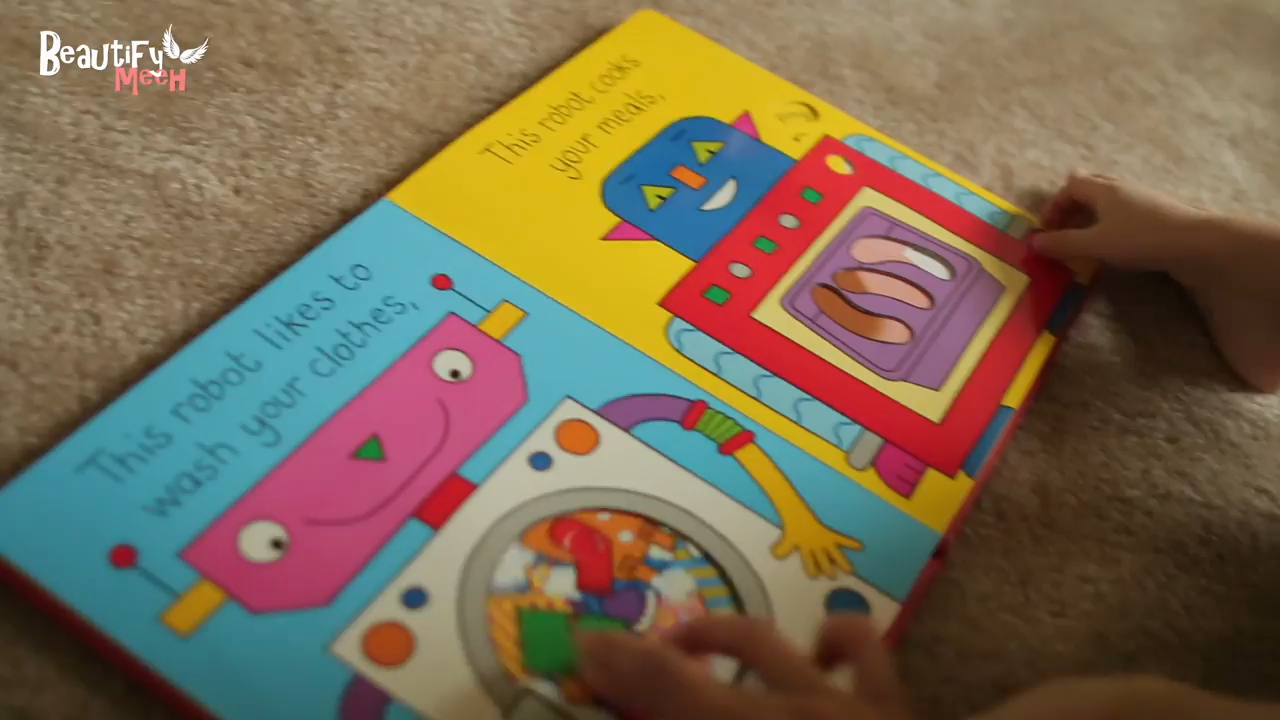 BeautiFy
MeeH
This robot likes to
wash your clothes,
This robot cooks
your meals,